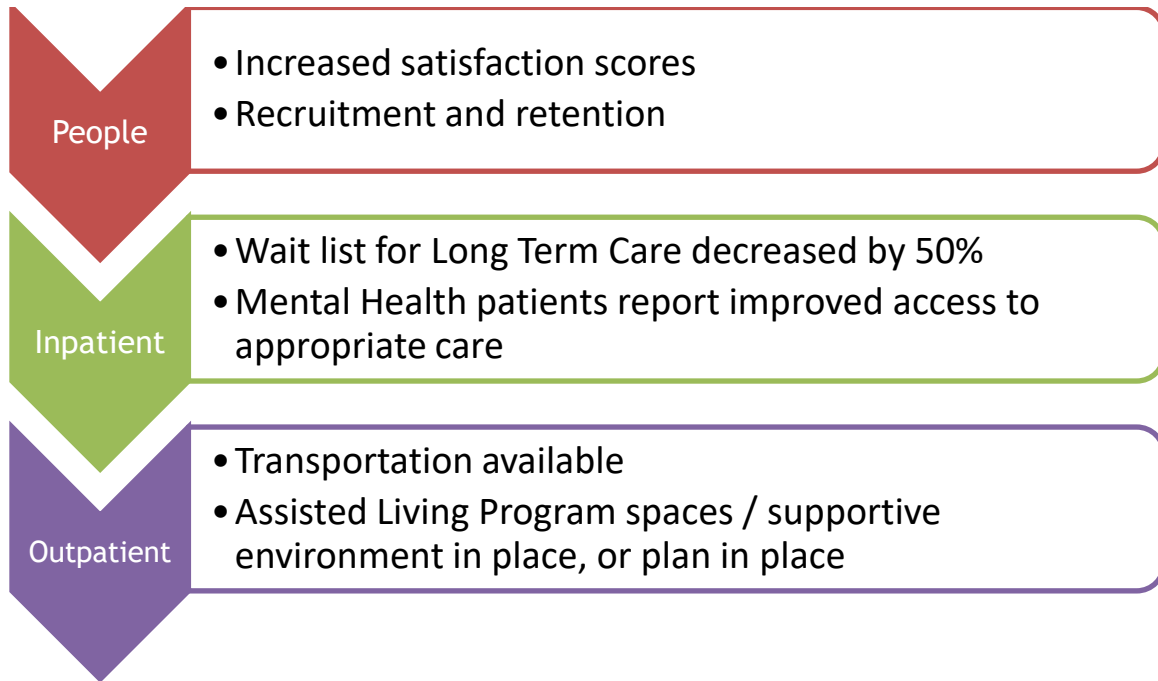 People
• Increased satisfaction scores
• Recruitment and retention
Inpatient
• Wait list for Long Term Care decreased by 50%
• Mental Health patients report improved access to
appropriate care
Outpatient
• Transportation available
• Assisted Living Program spaces / supportive
environment in place, or plan in place